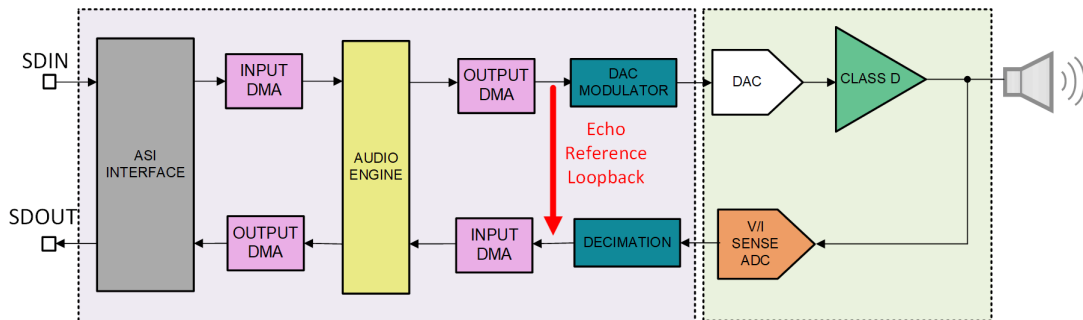 SDIN
ASI
INTERFACE
INPUT
DMA
AUDIO
ENGINE
OUTPUT
DMA
DAC
MODULATOR
DAC
CLASS D
Echo
Reference
Loopback
SDOUT
OUTPUT
DMA
INPUT
DMA
DECIMATION
V/I
SENSE
ADC